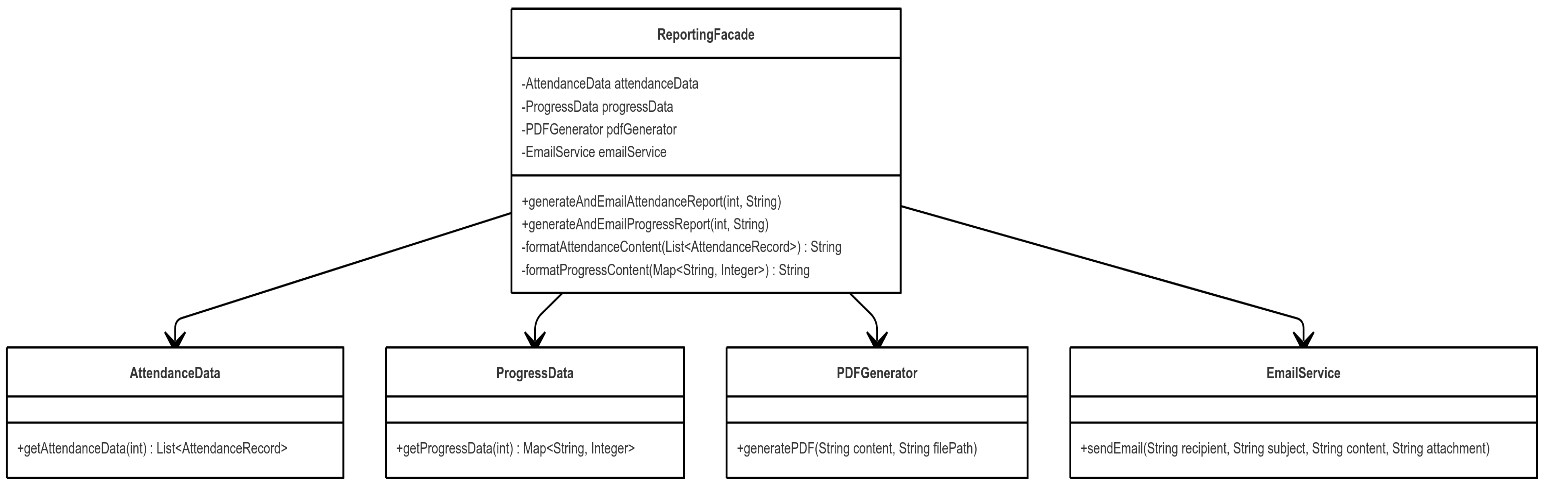 ReportingFacade
-AttendanceData attendanceData
-ProgressData progressData
-PDFGenerator pdfGenerator
-EmailService emailService
+generateAndEmailAttendanceReport(int, String)
+generateAndEmailProgressReport(int, String)
-formatAttendanceContent(List<AttendanceRecord>) : String
-formatProgressContent(Map<String, Integer>) : String
AttendanceData
+getAttendanceData(int) : List<AttendanceRecord>
ProgressData
+getProgressData(int) : Map<String, Integer>
PDFGenerator
+generatePDF(String content, String filePath)
EmailService
+sendEmail(String recipient, String subject, String content, String attachment)